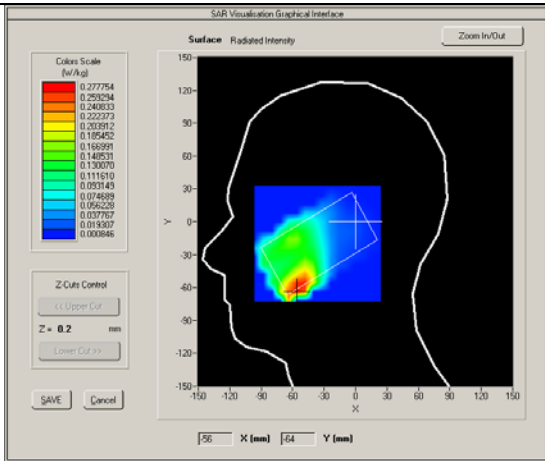 SAR Visualisation Graphical Interface
Surface Radiated Intensity
Zoom In/Out
Colors Scale
(W/kg)
0.277754
0.259294
0.240833
0.222373
0.203912
0.185452
0.166991
0.148531
0.130070
0.111610
0.093149
0.074689
0.056228
0.037767
0.019307
0.000846
Z-Cuts Control
<< Upper Cut
Z = 0.2 mm
Lower Cut >>
SAVE
Cancel
150-
120-
90-
60-
30-
0-
-30-
-60-
-90-
-120-
-150-
Y
-150 -120 -90 -60 -30 0 30 60 90 120 150
X
-56 X (mm) -64 Y (mm)